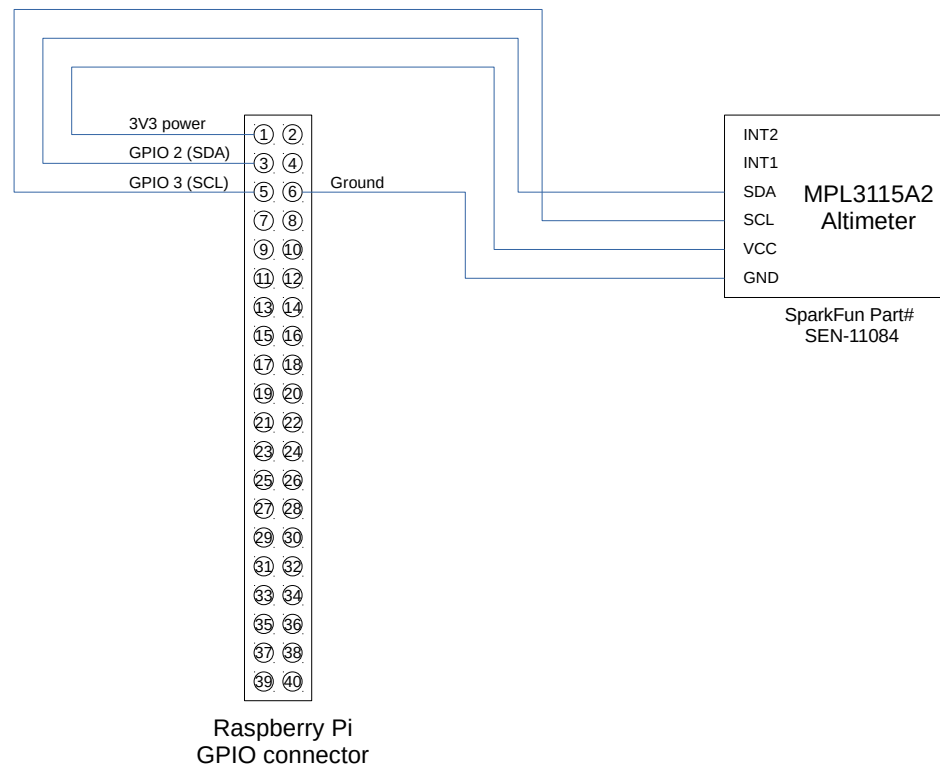 3V3 power
GPIO 2 (SDA)
GPIO 3 (SCL)
Ground
1 2
3 4
5 6
7 8
9 10
11 12
13 14
15 16
17 18
19 20
21 22
23 24
25 26
27 28
29 30
31 32
33 34
35 36
37 38
39 40
Raspberry Pi
GPIO connector
INT2
INT1
SDA
SCL
VCC
GND
MPL3115A2
Altimeter
SparkFun Part#
SEN-11084